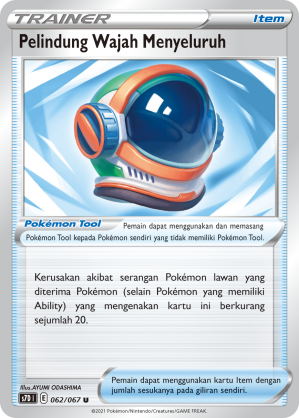 TRAINER
Item
Pelindung Wajah Menyeluruh
Pokémon Tool
Pemain dapat menggunakan dan memasang
Pokémon Tool kepada Pokémon sendiri yang tidak memiliki Pokémon Tool.
Kerusakan akibat serangan Pokémon lawan yang
diterima Pokémon (selain Pokémon yang memiliki
Ability) yang mengenakan kartu ini berkurang
sejumlah 20.
Illus.AYUMI ODASHIMA
S7D I E 062/067 U
Pemain dapat menggunakan kartu Item dengan
jumlah sesukanya pada giliran sendiri.
©2021 Pokémon/Nintendo/Creatures/GAME FREAK.